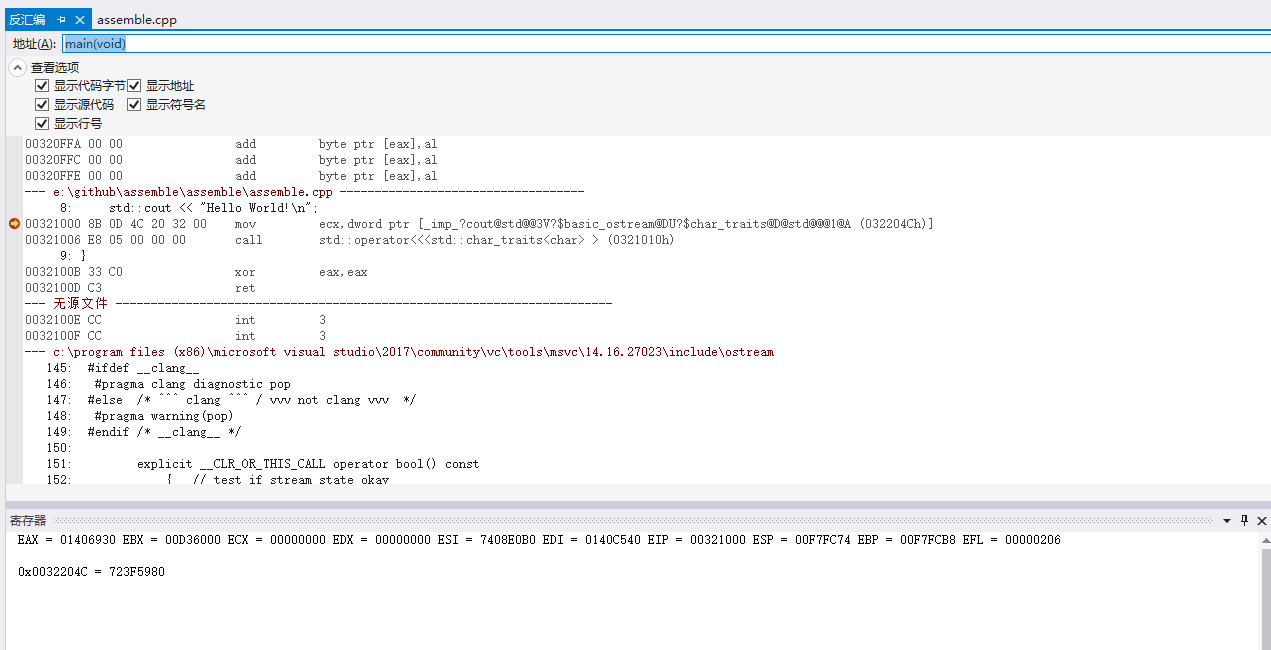 反汇编 assemble.cpp
地址(A): main(void)
查看选项
显示代码字节 显示地址
显示源代码 显示符号名
显示行号
00320FFA 00 00 add byte ptr [eax],al
00320FFC 00 00 add byte ptr [eax],al
00320FFE 00 00 add byte ptr [eax],al
--- e:\github\assemble\assemble\assemble.cpp -----------------------------------
8: std::cout << "Hello World!\n";
00321000 8B 0D 4C 20 32 00 mov ecx,dword ptr [_imp_?cout@std@@3V?$basic_ostream@DU?$char_traits@D@std@@@1@A (032204Ch)]
00321006 E8 05 00 00 00 call std::operator<<<std::char_traits<char> > (0321010h)
9: }
0032100B 33 C0 xor eax,eax
0032100D C3 ret
--- 无源文件 -----------------------------------------------------------------------
0032100E CC int 3
0032100F CC int 3
--- c:\program files (x86)\microsoft visual studio\2017\community\vc\tools\msvc\14.16.27023\include\ostream
145: #ifdef __clang__
146: #pragma clang diagnostic pop
147: #else /* ^^^ clang ^^^ / vvv not clang vvv */
148: #pragma warning(pop)
149: #endif /* __clang__ */
150:
151: explicit __CLR_OR_THIS_CALL operator bool() const
152: { // test if stream state okay
寄存器
EAX = 01406930 EBX = 00D36000 ECX = 00000000 EDX = 00000000 ESI = 7408E0B0 EDI = 0140C540 EIP = 00321000 ESP = 00F7FC74 EBP = 00F7FCB8 EFL = 00000206
0x0032204C = 723F5980